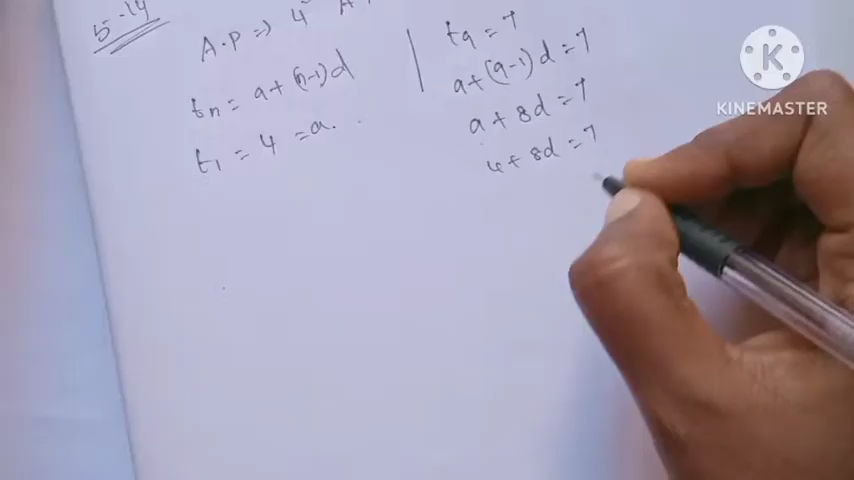 5-14
A.P => 4
tn = a+(n-1)d
t1 = 4 = a.
t9 = 7
a+(9-1)d = 7
a + 8d = 7
4 + 8d = 7
K
KINEMASTER